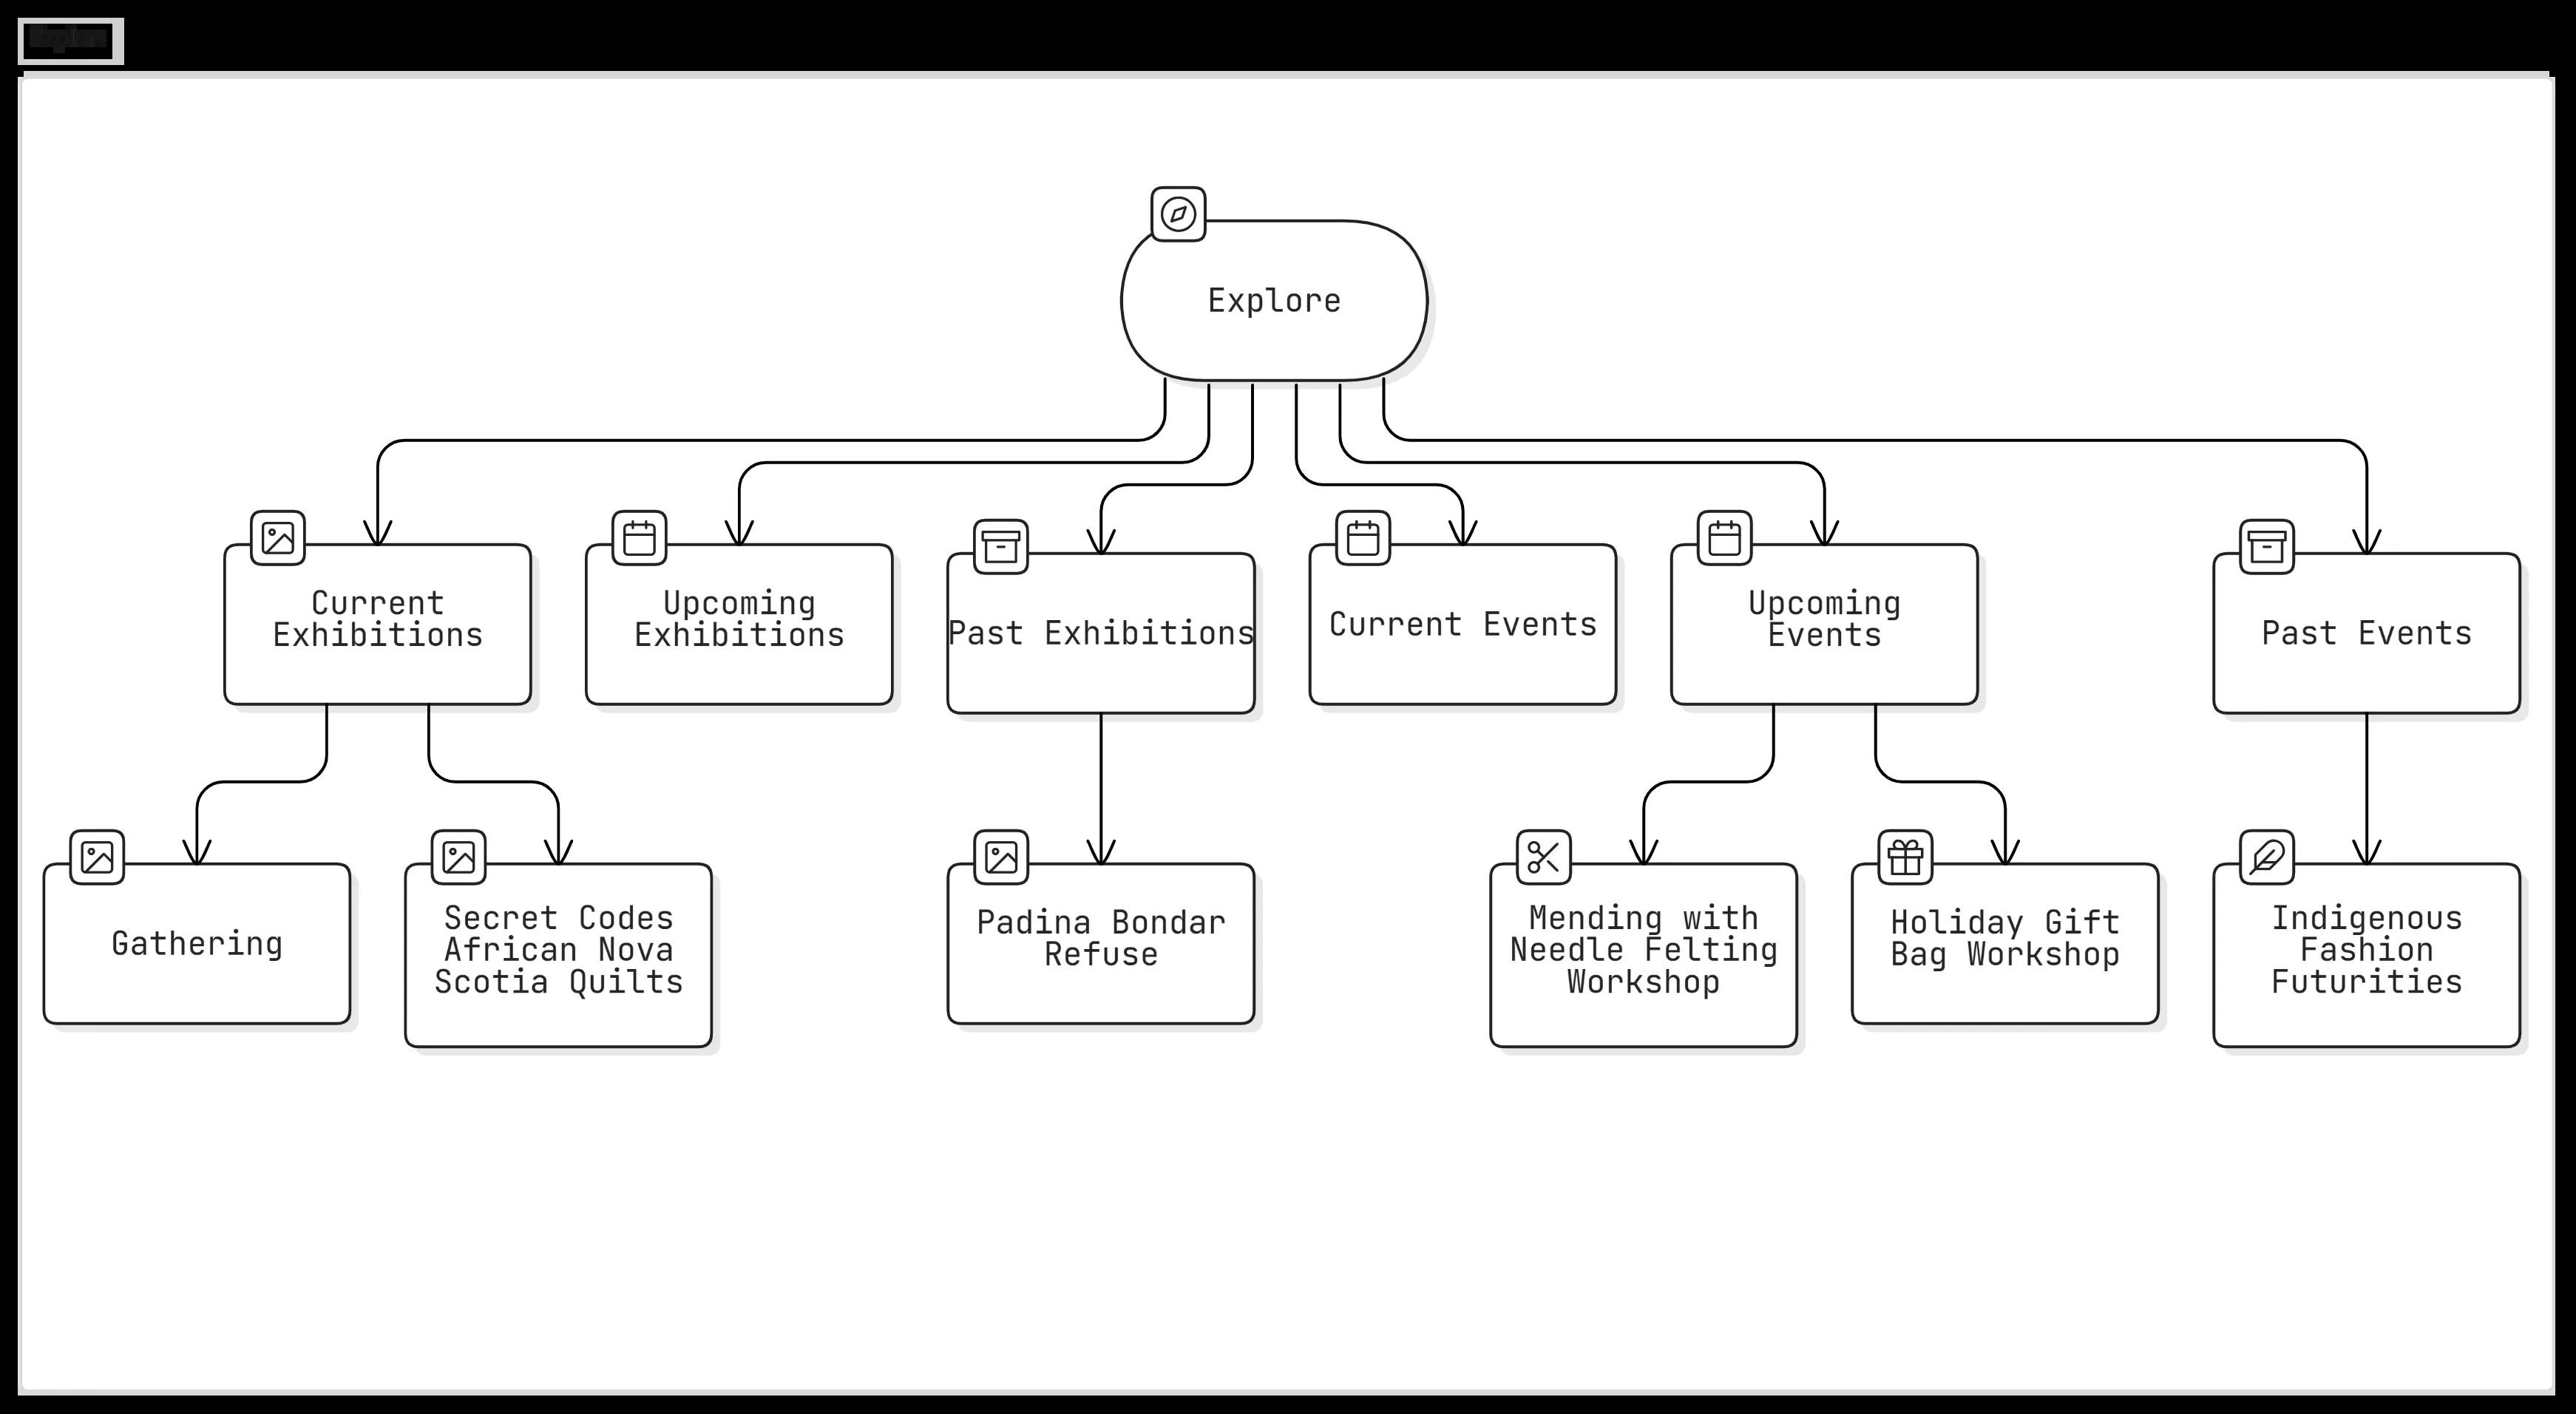 Explore
Current
Exhibitions
Upcoming
Exhibitions
Past Exhibitions
Current Events
Upcoming
Events
Past Events
Gathering
Secret Codes
African Nova
Scotia Quilts
Padina Bondar
Refuse
Mending with
Needle Felting
Workshop
Holiday Gift
Bag Workshop
Indigenous
Fashion
Futurities